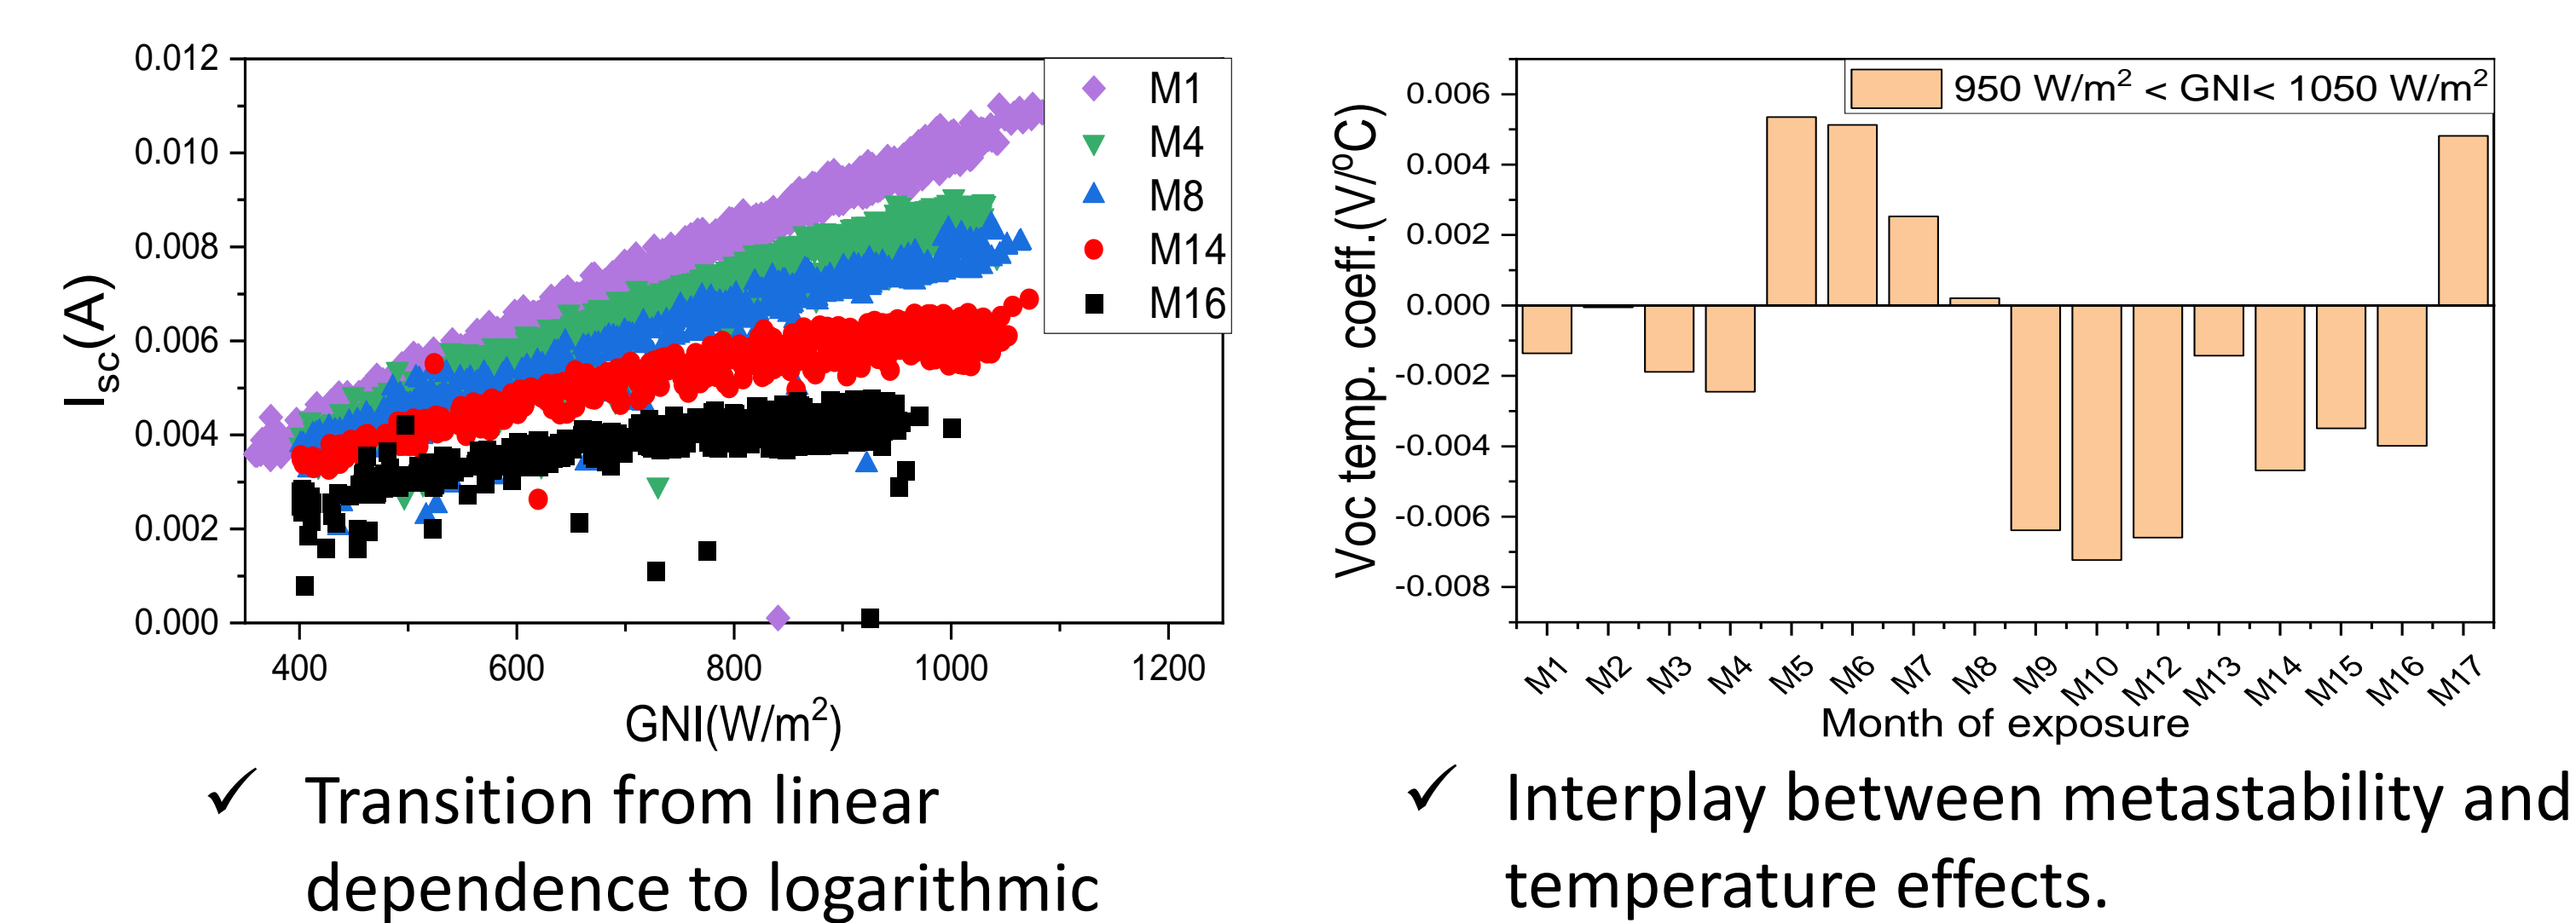 0.012
0.010
0.008
0.006
0.004
0.002
0.000
I_sc(A)
M1
M4
M8
M14
M16
400 600 800 1000 1200
GNI(W/m²)
✓ Transition from linear
dependence to logarithmic
0.006
0.004
0.002
0.000
-0.002
-0.004
-0.006
-0.008
Voc temp. coeff.(V/ºC)
950 W/m² < GNI< 1050 W/m²
M1 M2 M3 M4 M5 M6 M7 M8 M9 M10 M12 M13 M14 M15 M16 M17
Month of exposure
✓ Interplay between metastability and
temperature effects.